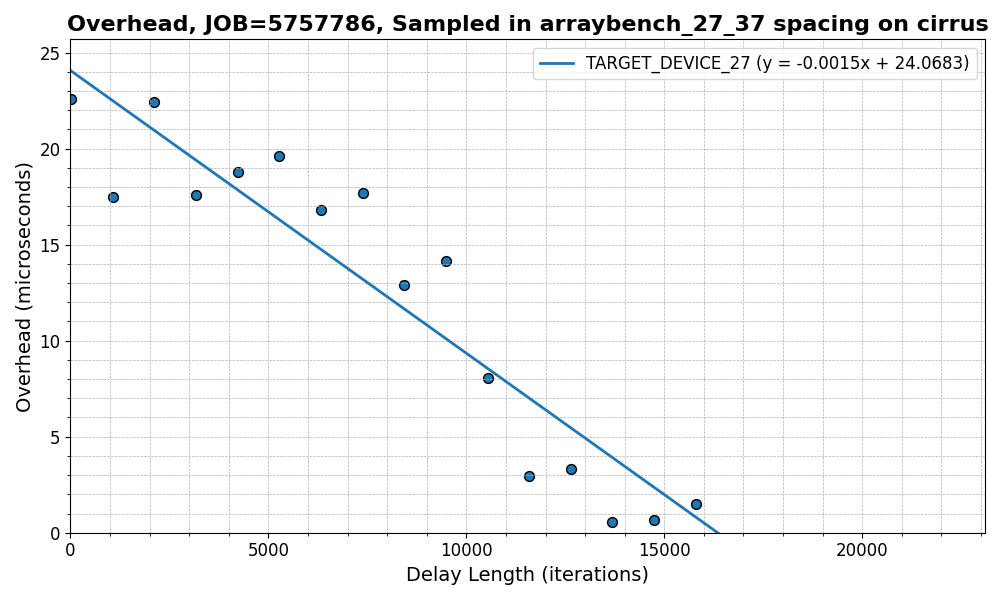 Overhead, JOB=5757786, Sampled in arraybench_27_37 spacing on cirrus
TARGET_DEVICE_27 (y = -0.0015x + 24.0683)
25
20
15
10
5
0
Overhead (microseconds)
0 5000 10000 15000 20000
Delay Length (iterations)